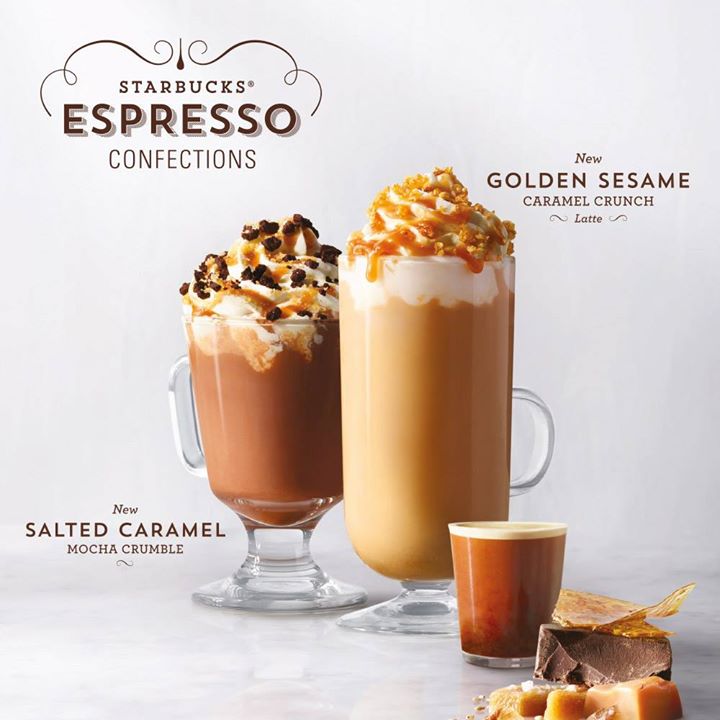 STARBUCKS®
ESPRESSO
CONFECTIONS
New
GOLDEN SESAME
CARAMEL CRUNCH
Latte
New
SALTED CARAMEL
MOCHA CRUMBLE